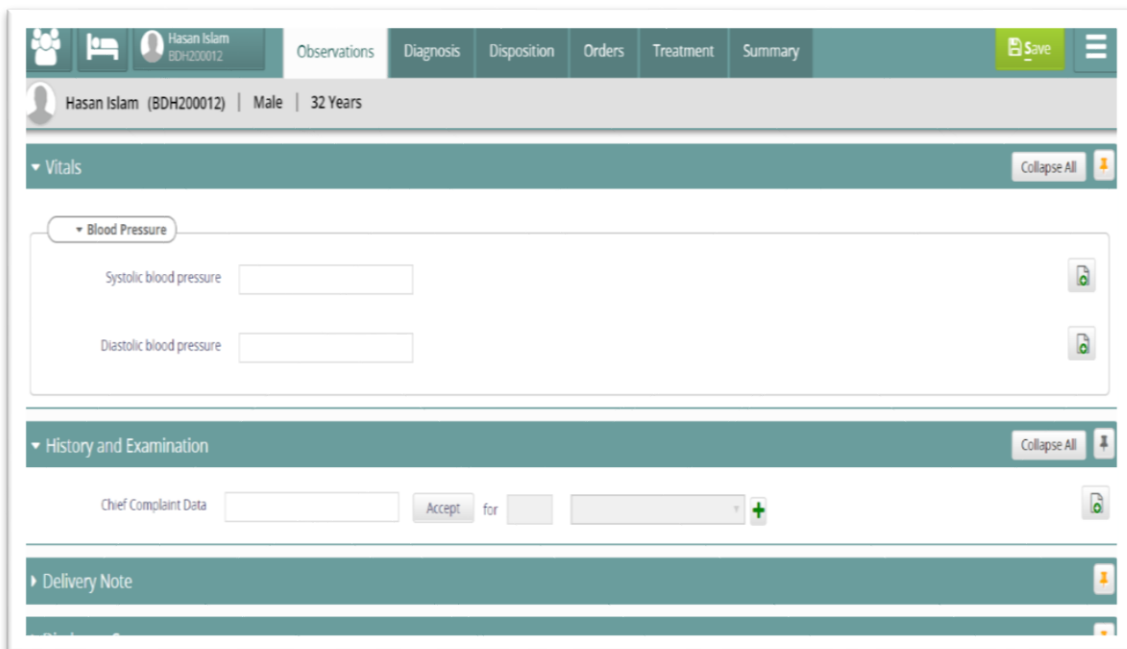 Hasan Islam
BDH200012
Observations Diagnosis Disposition Orders Treatment Summary Save
Hasan Islam (BDH200012) | Male | 32 Years
Vitals Collapse All
Blood Pressure
Systolic blood pressure
Diastolic blood pressure
History and Examination Collapse All
Chief Complaint Data Accept for
Delivery Note